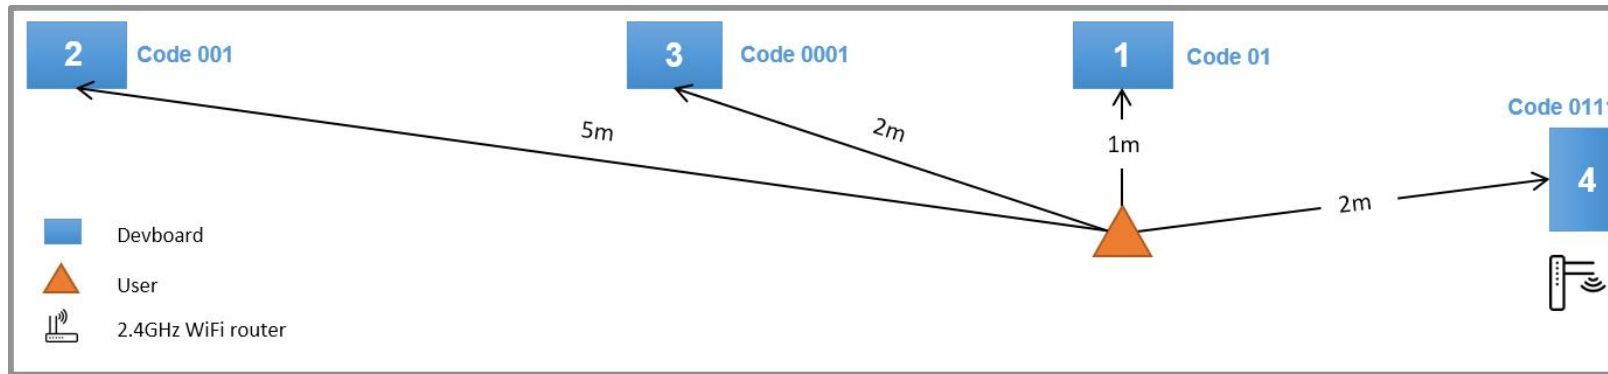 2 Code 001
3 Code 0001
1 Code 01
Code 0111
4
5m
2m
1m
2m
Devboard
User
2.4GHz WiFi router